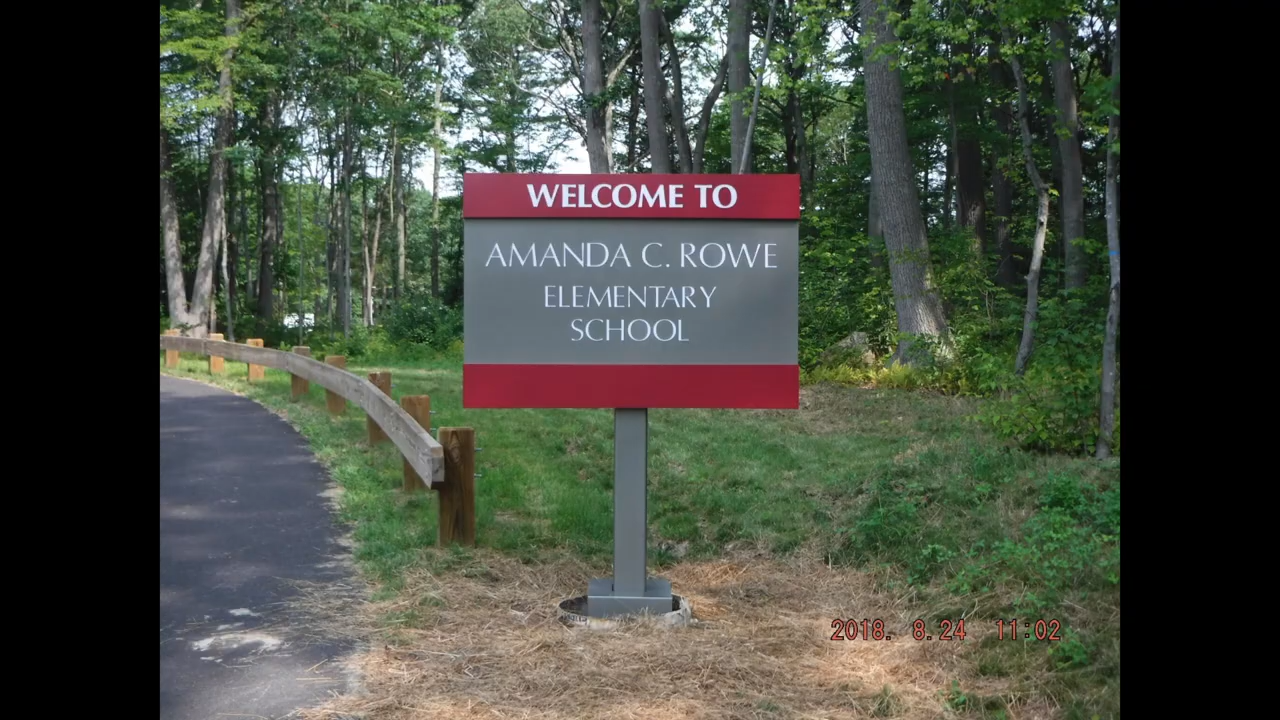 WELCOME TO
AMANDA C. ROWE
ELEMENTARY
SCHOOL
2018. 8.24 11:02